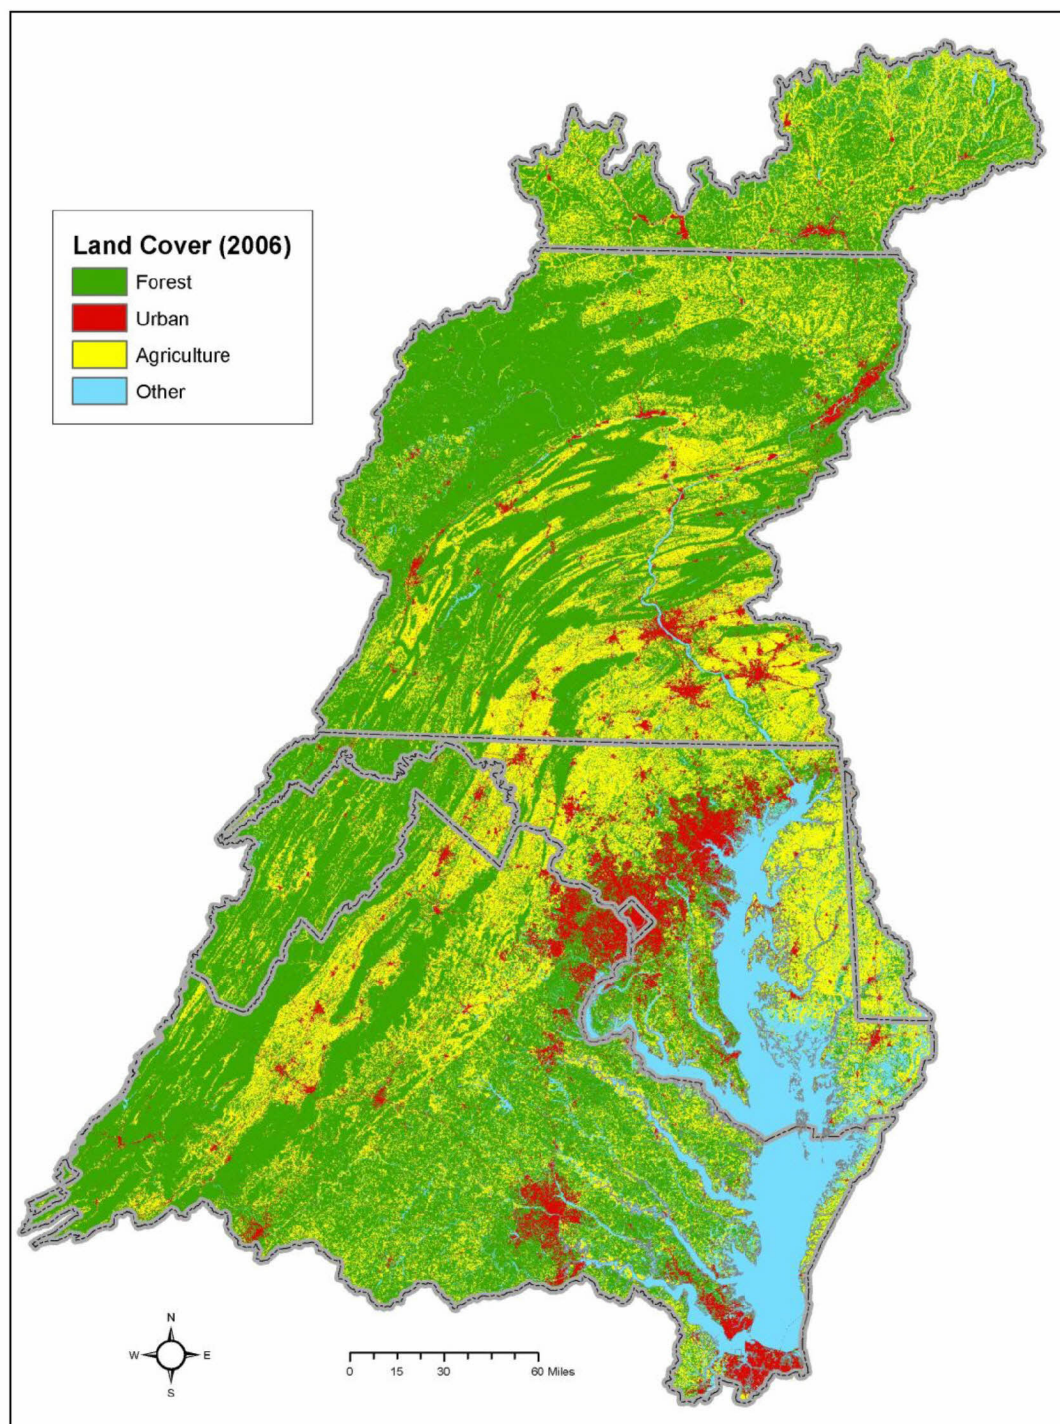 Land Cover (2006)
Forest
Urban
Agriculture
Other
N
W E
S
0 15 30 60 Miles